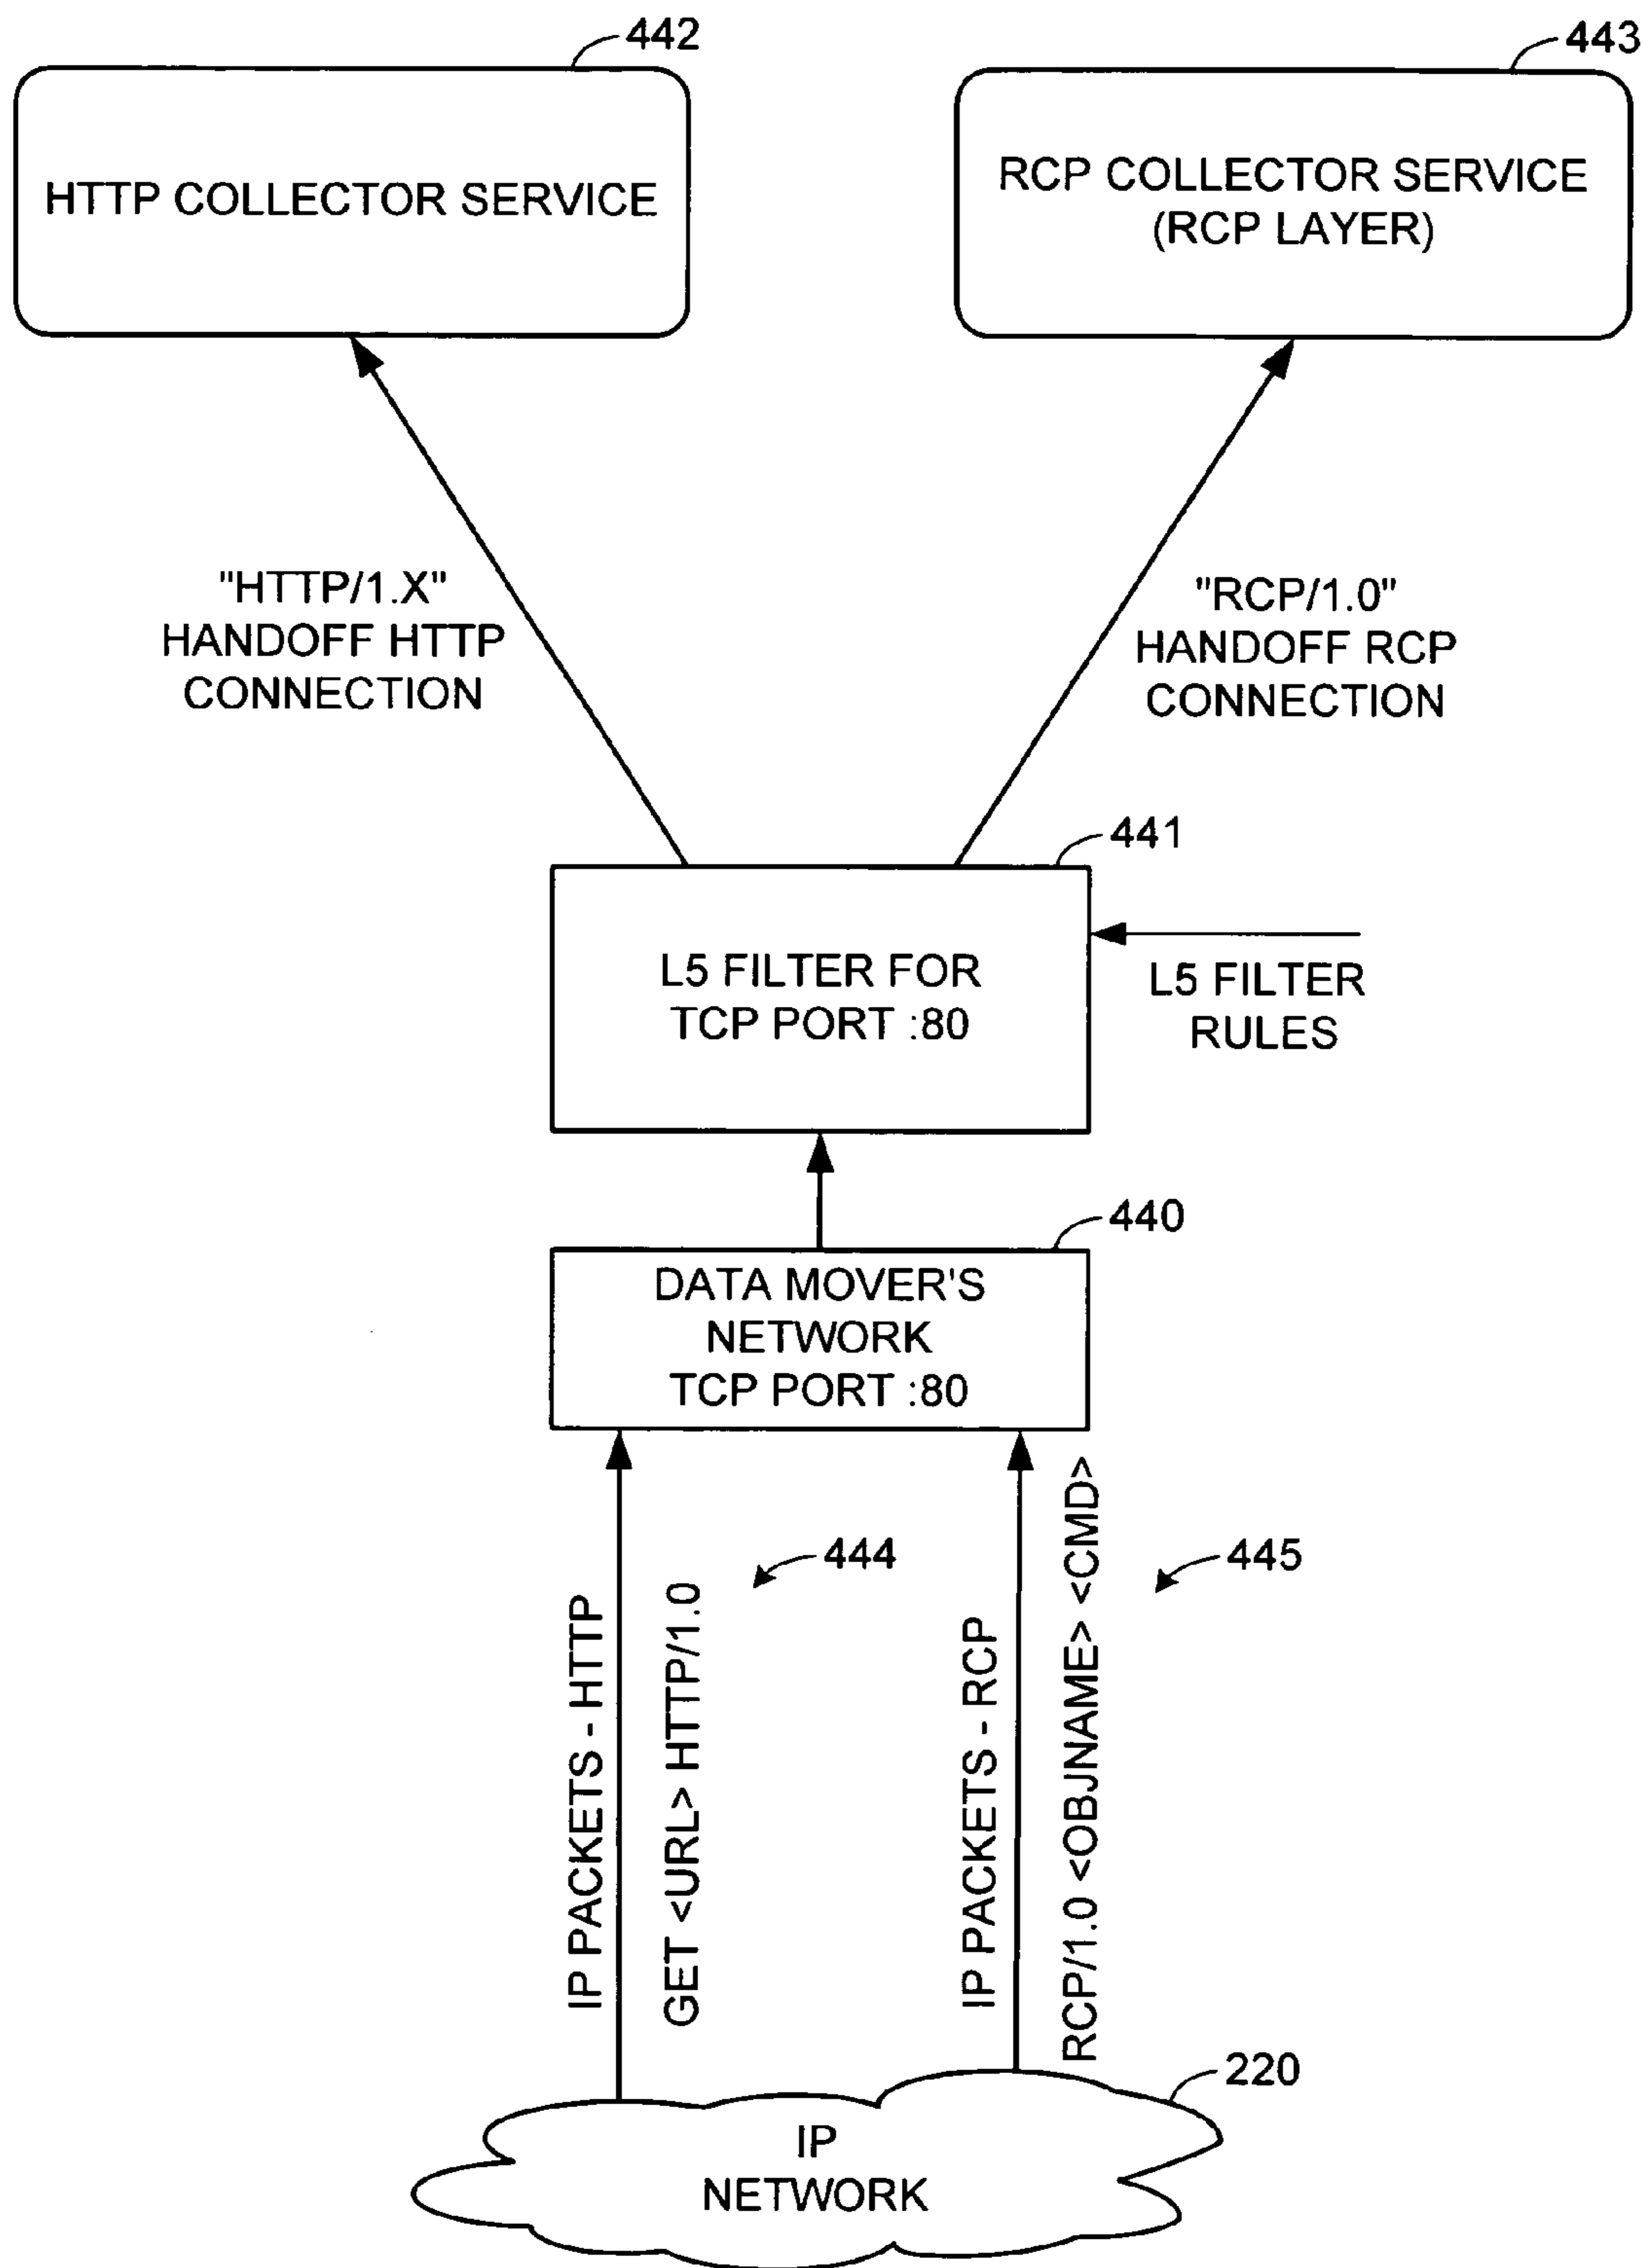 442
443
HTTP COLLECTOR SERVICE
RCP COLLECTOR SERVICE
(RCP LAYER)
"HTTP/1.X"
HANDOFF HTTP
CONNECTION
"RCP/1.0"
HANDOFF RCP
CONNECTION
441
L5 FILTER FOR
TCP PORT :80
L5 FILTER
RULES
440
DATA MOVER'S
NETWORK
TCP PORT :80
IP PACKETS - HTTP
GET <URL> HTTP/1.0
444
IP PACKETS - RCP
RCP/1.0 <OBJNAME> <CMD>
445
220
IP
NETWORK